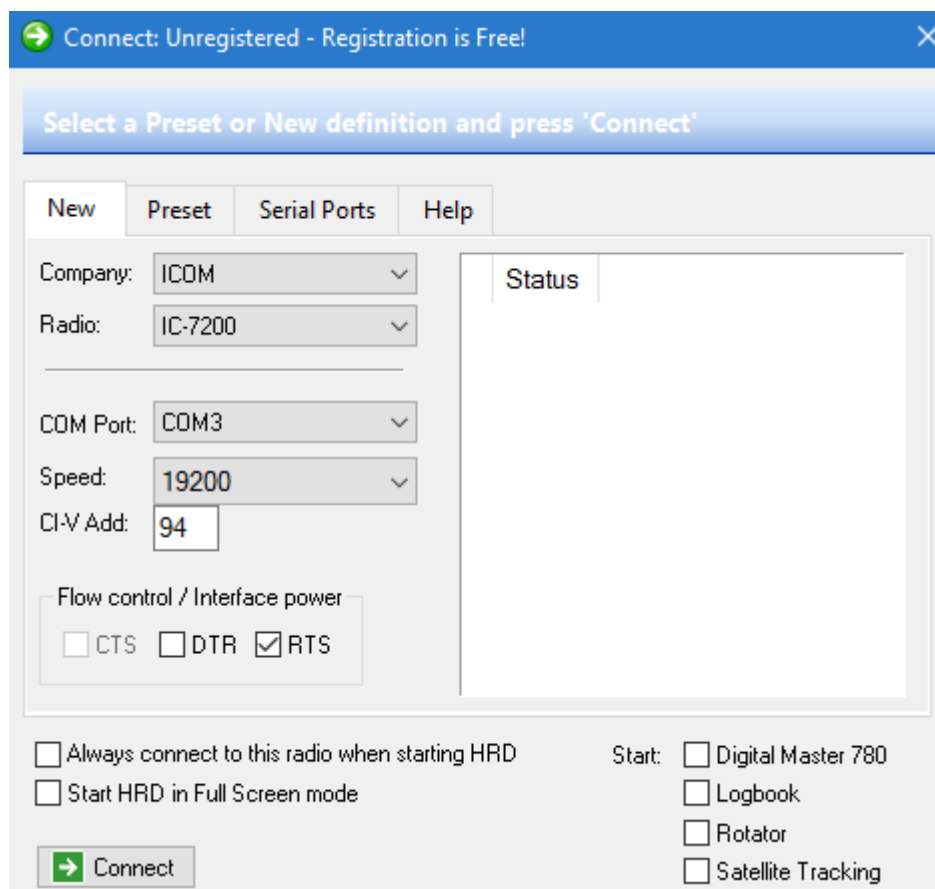 Connect: Unregistered - Registration is Free!
Select a Preset or New definition and press 'Connect'
New Preset Serial Ports Help
Company: ICOM
Status
Radio: IC-7200
COM Port: COM3
Speed: 19200
CI-V Add: 94
Flow control / Interface power
CTS DTR RTS
Always connect to this radio when starting HRD
Start: Digital Master 780
Start HRD in Full Screen mode
Logbook
Rotator
Connect
Satellite Tracking